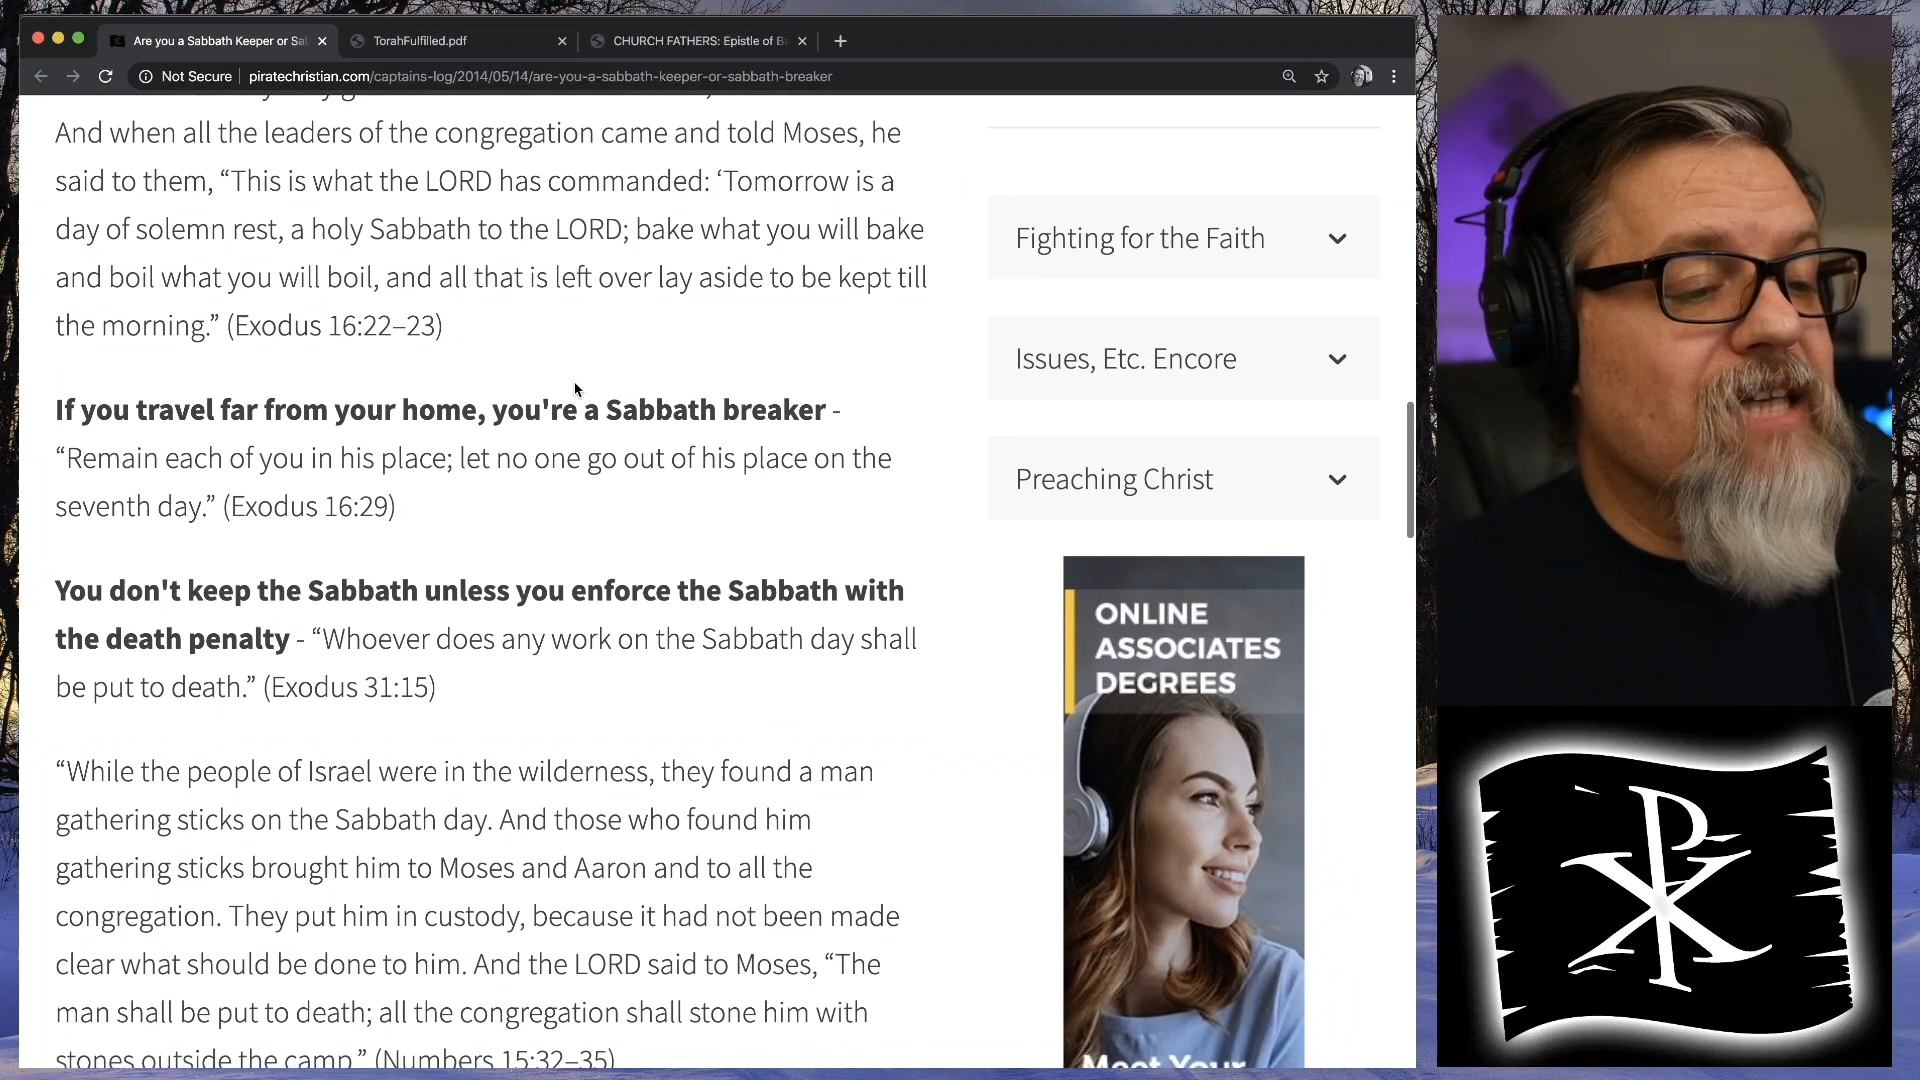 Are you a Sabbath Keeper or Sa
TorahFulfilled.pdf
CHURCH FATHERS: Epistle of Ba
Not Secure
piratechristian.com/captains-log/2014/05/14/are-you-a-sabbath-keeper-or-sabbath-breaker
And when all the leaders of the congregation came and told Moses, he
said to them, “This is what the LORD has commanded: ‘Tomorrow is a
day of solemn rest, a holy Sabbath to the LORD; bake what you will bake
and boil what you will boil, and all that is left over lay aside to be kept till
the morning.” (Exodus 16:22–23)
If you travel far from your home, you're a Sabbath breaker -
“Remain each of you in his place; let no one go out of his place on the
seventh day.” (Exodus 16:29)
You don't keep the Sabbath unless you enforce the Sabbath with
the death penalty - “Whoever does any work on the Sabbath day shall
be put to death.” (Exodus 31:15)
“While the people of Israel were in the wilderness, they found a man
gathering sticks on the Sabbath day. And those who found him
gathering sticks brought him to Moses and Aaron and to all the
congregation. They put him in custody, because it had not been made
clear what should be done to him. And the LORD said to Moses, “The
man shall be put to death; all the congregation shall stone him with
stones outside the camp.” (Numbers 15:32–35)
Fighting for the Faith
Issues, Etc. Encore
Preaching Christ
ONLINE
ASSOCIATES
DEGREES
Meet Your